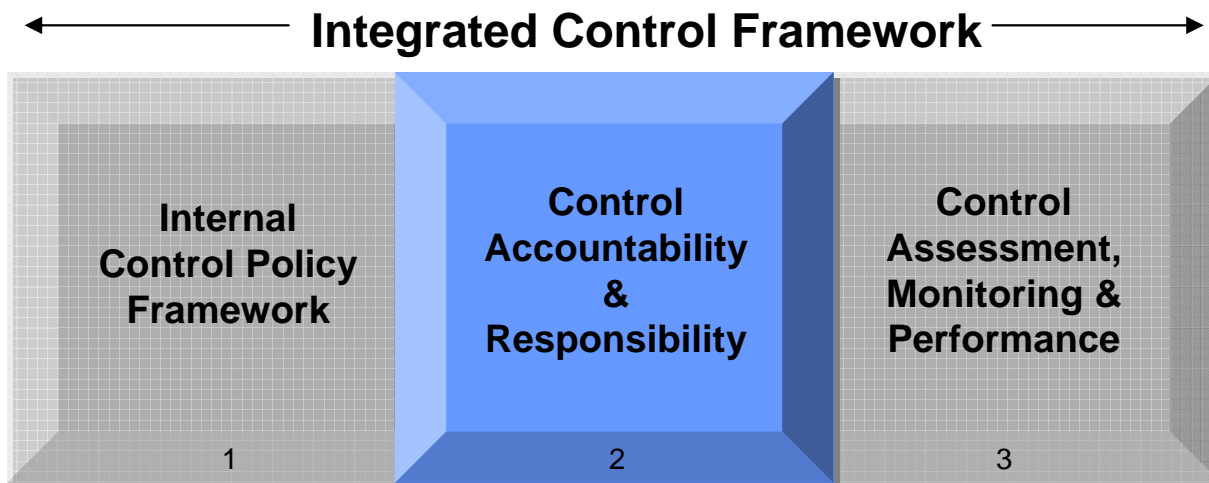 Integrated Control Framework
Internal
Control Policy
Framework
1
Control
Accountability
&
Responsibility
2
Control
Assessment,
Monitoring &
Performance
3